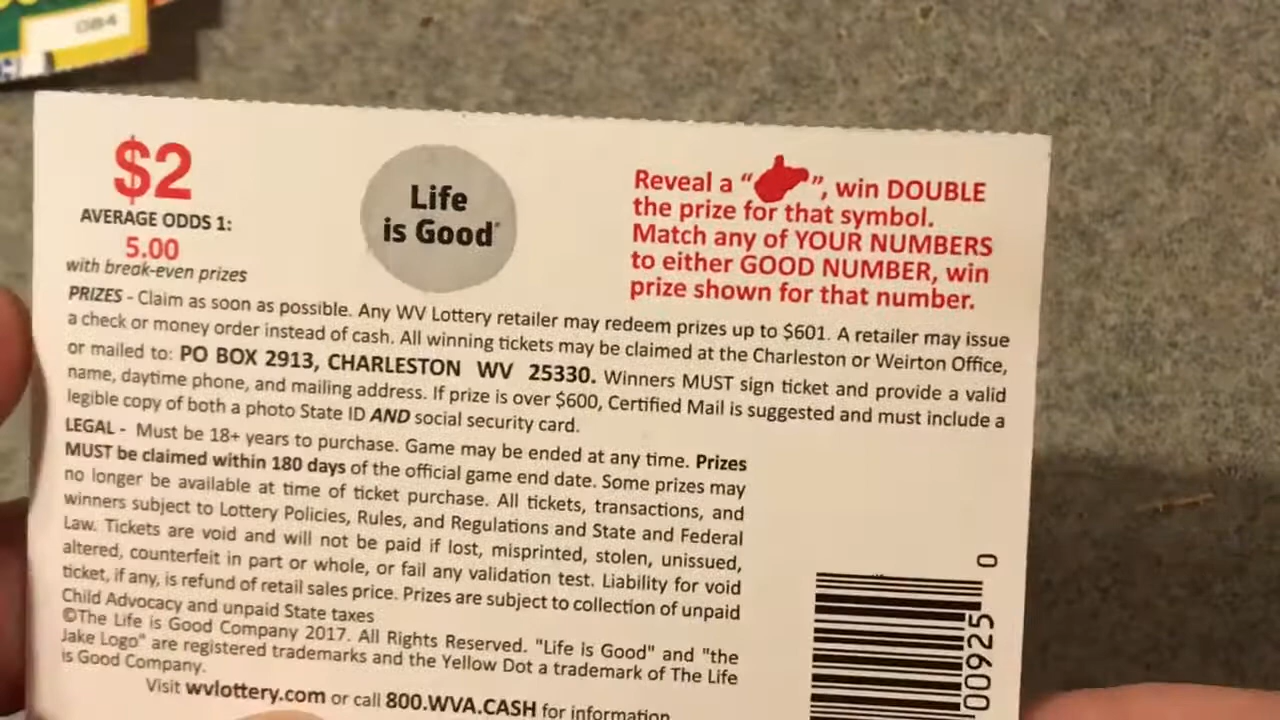 084
$2
AVERAGE ODDS 1:
5.00
with break-even prizes
Life
is Good®
Reveal a " ", win DOUBLE
the prize for that symbol.
Match any of YOUR NUMBERS
to either GOOD NUMBER, win
prize shown for that number.
PRIZES - Claim as soon as possible. Any WV Lottery retailer may redeem prizes up to $601. A retailer may issue
a check or money order instead of cash. All winning tickets may be claimed at the Charleston or Weirton Office,
or mailed to: PO BOX 2913, CHARLESTON WV 25330. Winners MUST sign ticket and provide a valid
name, daytime phone, and mailing address. If prize is over $600, Certified Mail is suggested and must include a
legible copy of both a photo State ID AND social security card.
LEGAL - Must be 18+ years to purchase. Game may be ended at any time. Prizes
MUST be claimed within 180 days of the official game end date. Some prizes may
no longer be available at time of ticket purchase. All tickets, transactions, and
winners subject to Lottery Policies, Rules, and Regulations and State and Federal
Law. Tickets are void and will not be paid if lost, misprinted, stolen, unissued,
altered, counterfeit in part or whole, or fail any validation test. Liability for void
ticket, if any, is refund of retail sales price. Prizes are subject to collection of unpaid
Child Advocacy and unpaid State taxes
©The Life is Good Company 2017. All Rights Reserved. "Life is Good" and "the
Jake Logo" are registered trademarks and the Yellow Dot a trademark of The Life
is Good Company.
Visit wvlottery.com or call 800.WVA.CASH for information
00925 0